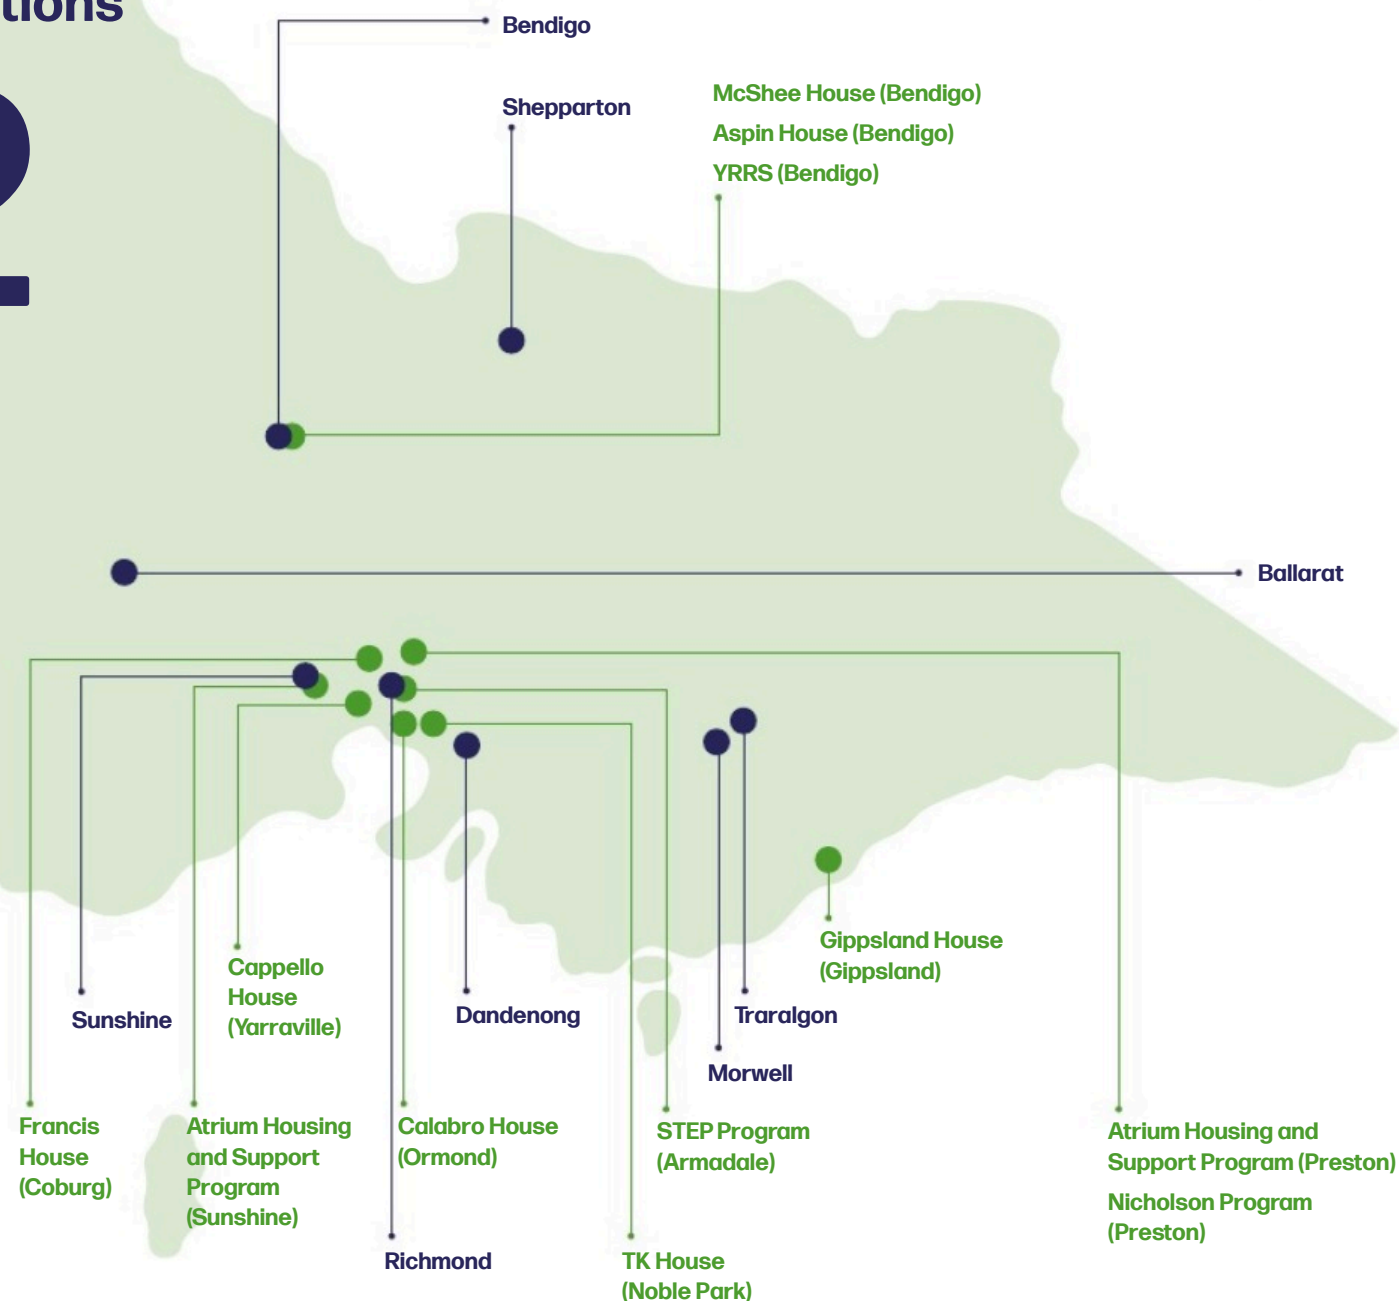 tions
2
Bendigo
Shepparton
McShee House (Bendigo)
Aspin House (Bendigo)
YRRS (Bendigo)
Ballarat
Gippsland House
(Gippsland)
Cappello
House
(Yarraville)
Sunshine
Dandenong
Traralgon
Morwell
Francis
House
(Coburg)
Atrium Housing
and Support
Program
(Sunshine)
Calabro House
(Ormond)
STEP Program
(Armadale)
Atrium Housing and
Support Program (Preston)
Nicholson Program
(Preston)
Richmond
TK House
(Noble Park)